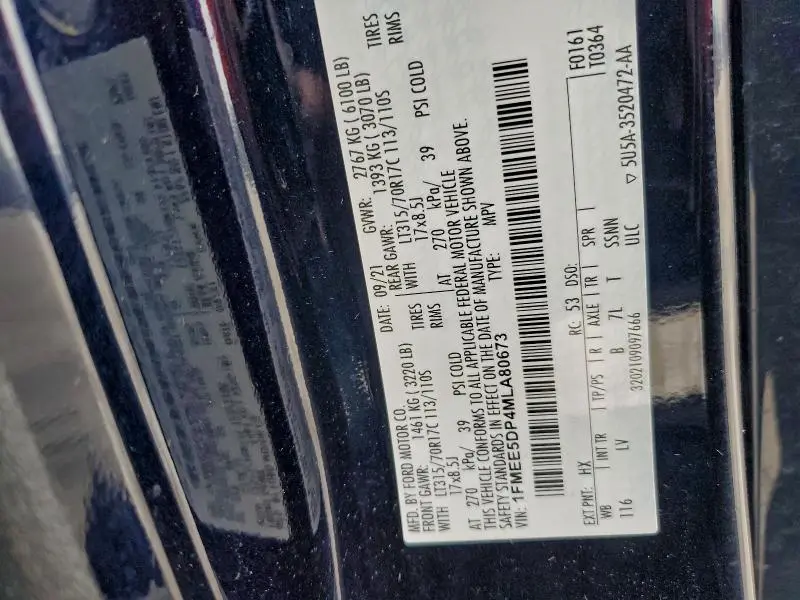 MFD. BY FORD MOTOR CO.
DATE: 09/21 GVWR: 2767 KG ( 6100 LB)
FRONT GAWR: 1461 KG ( 3220 LB) REAR GAWR: 1393 KG ( 3070 LB)
WITH LT315/70R17C 113/110S TIRES WITH LT315/70R17C 113/110S TIRES
17x8.5J RIMS 17x8.5J RIMS
AT 270 kPa/ 39 PSI COLD AT 270 kPa/ 39 PSI COLD
THIS VEHICLE CONFORMS TO ALL APPLICABLE FEDERAL MOTOR VEHICLE
SAFETY STANDARDS IN EFFECT ON THE DATE OF MANUFACTURE SHOWN ABOVE.
VIN: 1FMEE5DP4MLA80673 TYPE: MPV
EXT PNT: HX RC: 53 DSO: F0161
T0364
WB INT TR TP/PS R AXLE TR SPR
116 LV B 7L T SSNN
3202109097666 ULC ▽ 5U5A-3520472-AA